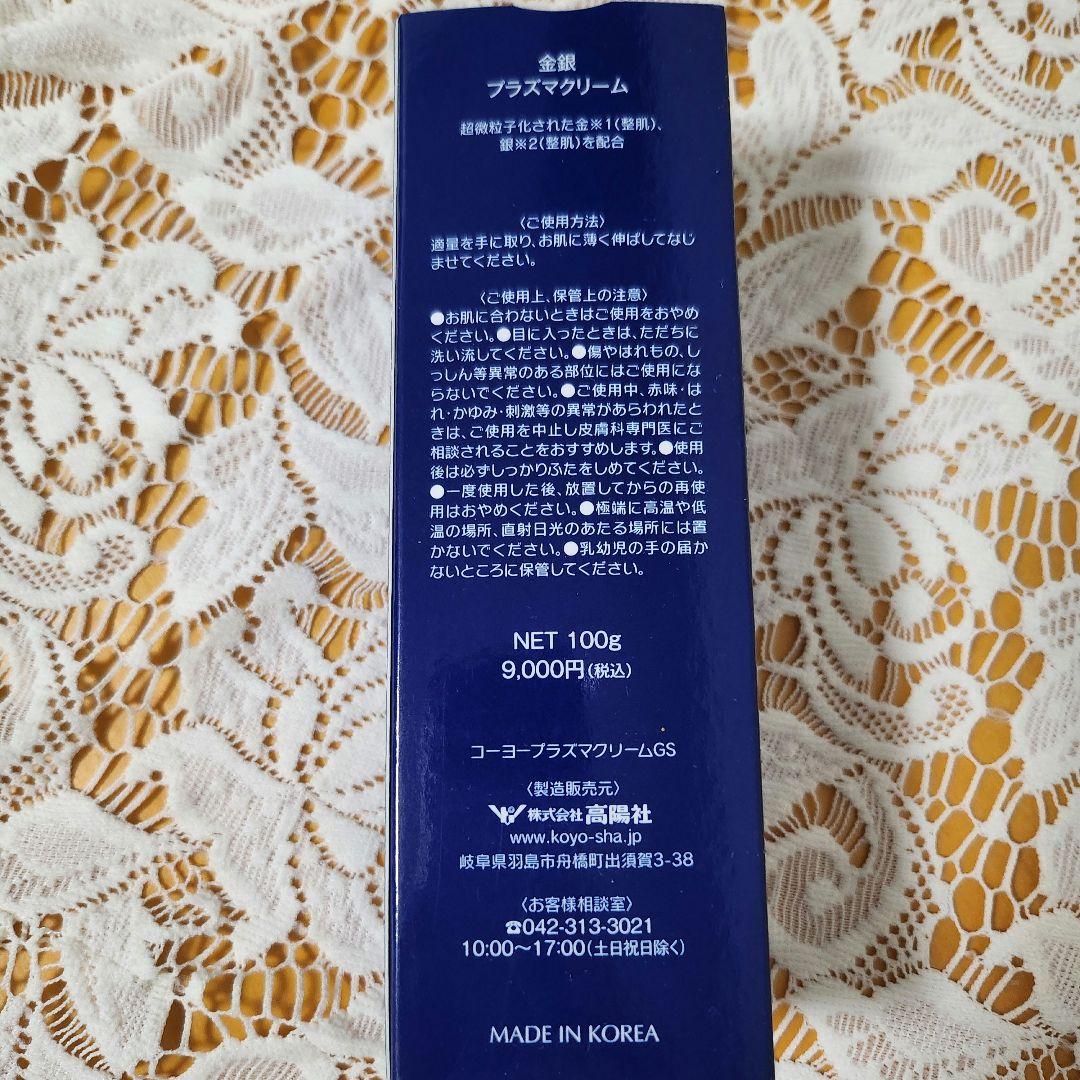 金銀
プラズマクリーム
超微粒子化された金※1(整肌)、
銀※2(整肌)を配合
〈ご使用方法〉
適量を手に取り、お肌に薄く伸ばしてなじ
ませてください。
〈ご使用上、保管上の注意〉
●お肌に合わないときはご使用をおやめ
ください。●目に入ったときは、ただちに
洗い流してください。●傷やはれもの、し
っしん等異常のある部位にはご使用にな
らないでください。●ご使用中、赤味・は
れ・かゆみ・刺激等の異常があらわれたと
きは、ご使用を中止し皮膚科専門医にご
相談されることをおすすめします。●使用
後は必ずしっかりふたをしめてください。
●一度使用した後、放置してからの再使
用はおやめください。●極端に高温や低
温の場所、直射日光のあたる場所には置
かないでください。●乳幼児の手の届か
ないところに保管してください。
NET 100g
9,000円(税込)
コーヨープラズマクリームGS
〈製造販売元〉
株式会社 高陽社
www.koyo-sha.jp
岐阜県羽島市舟橋町出須賀3-38
〈お客様相談室〉
☎042-313-3021
10:00〜17:00(土日祝日除く)
MADE IN KOREA